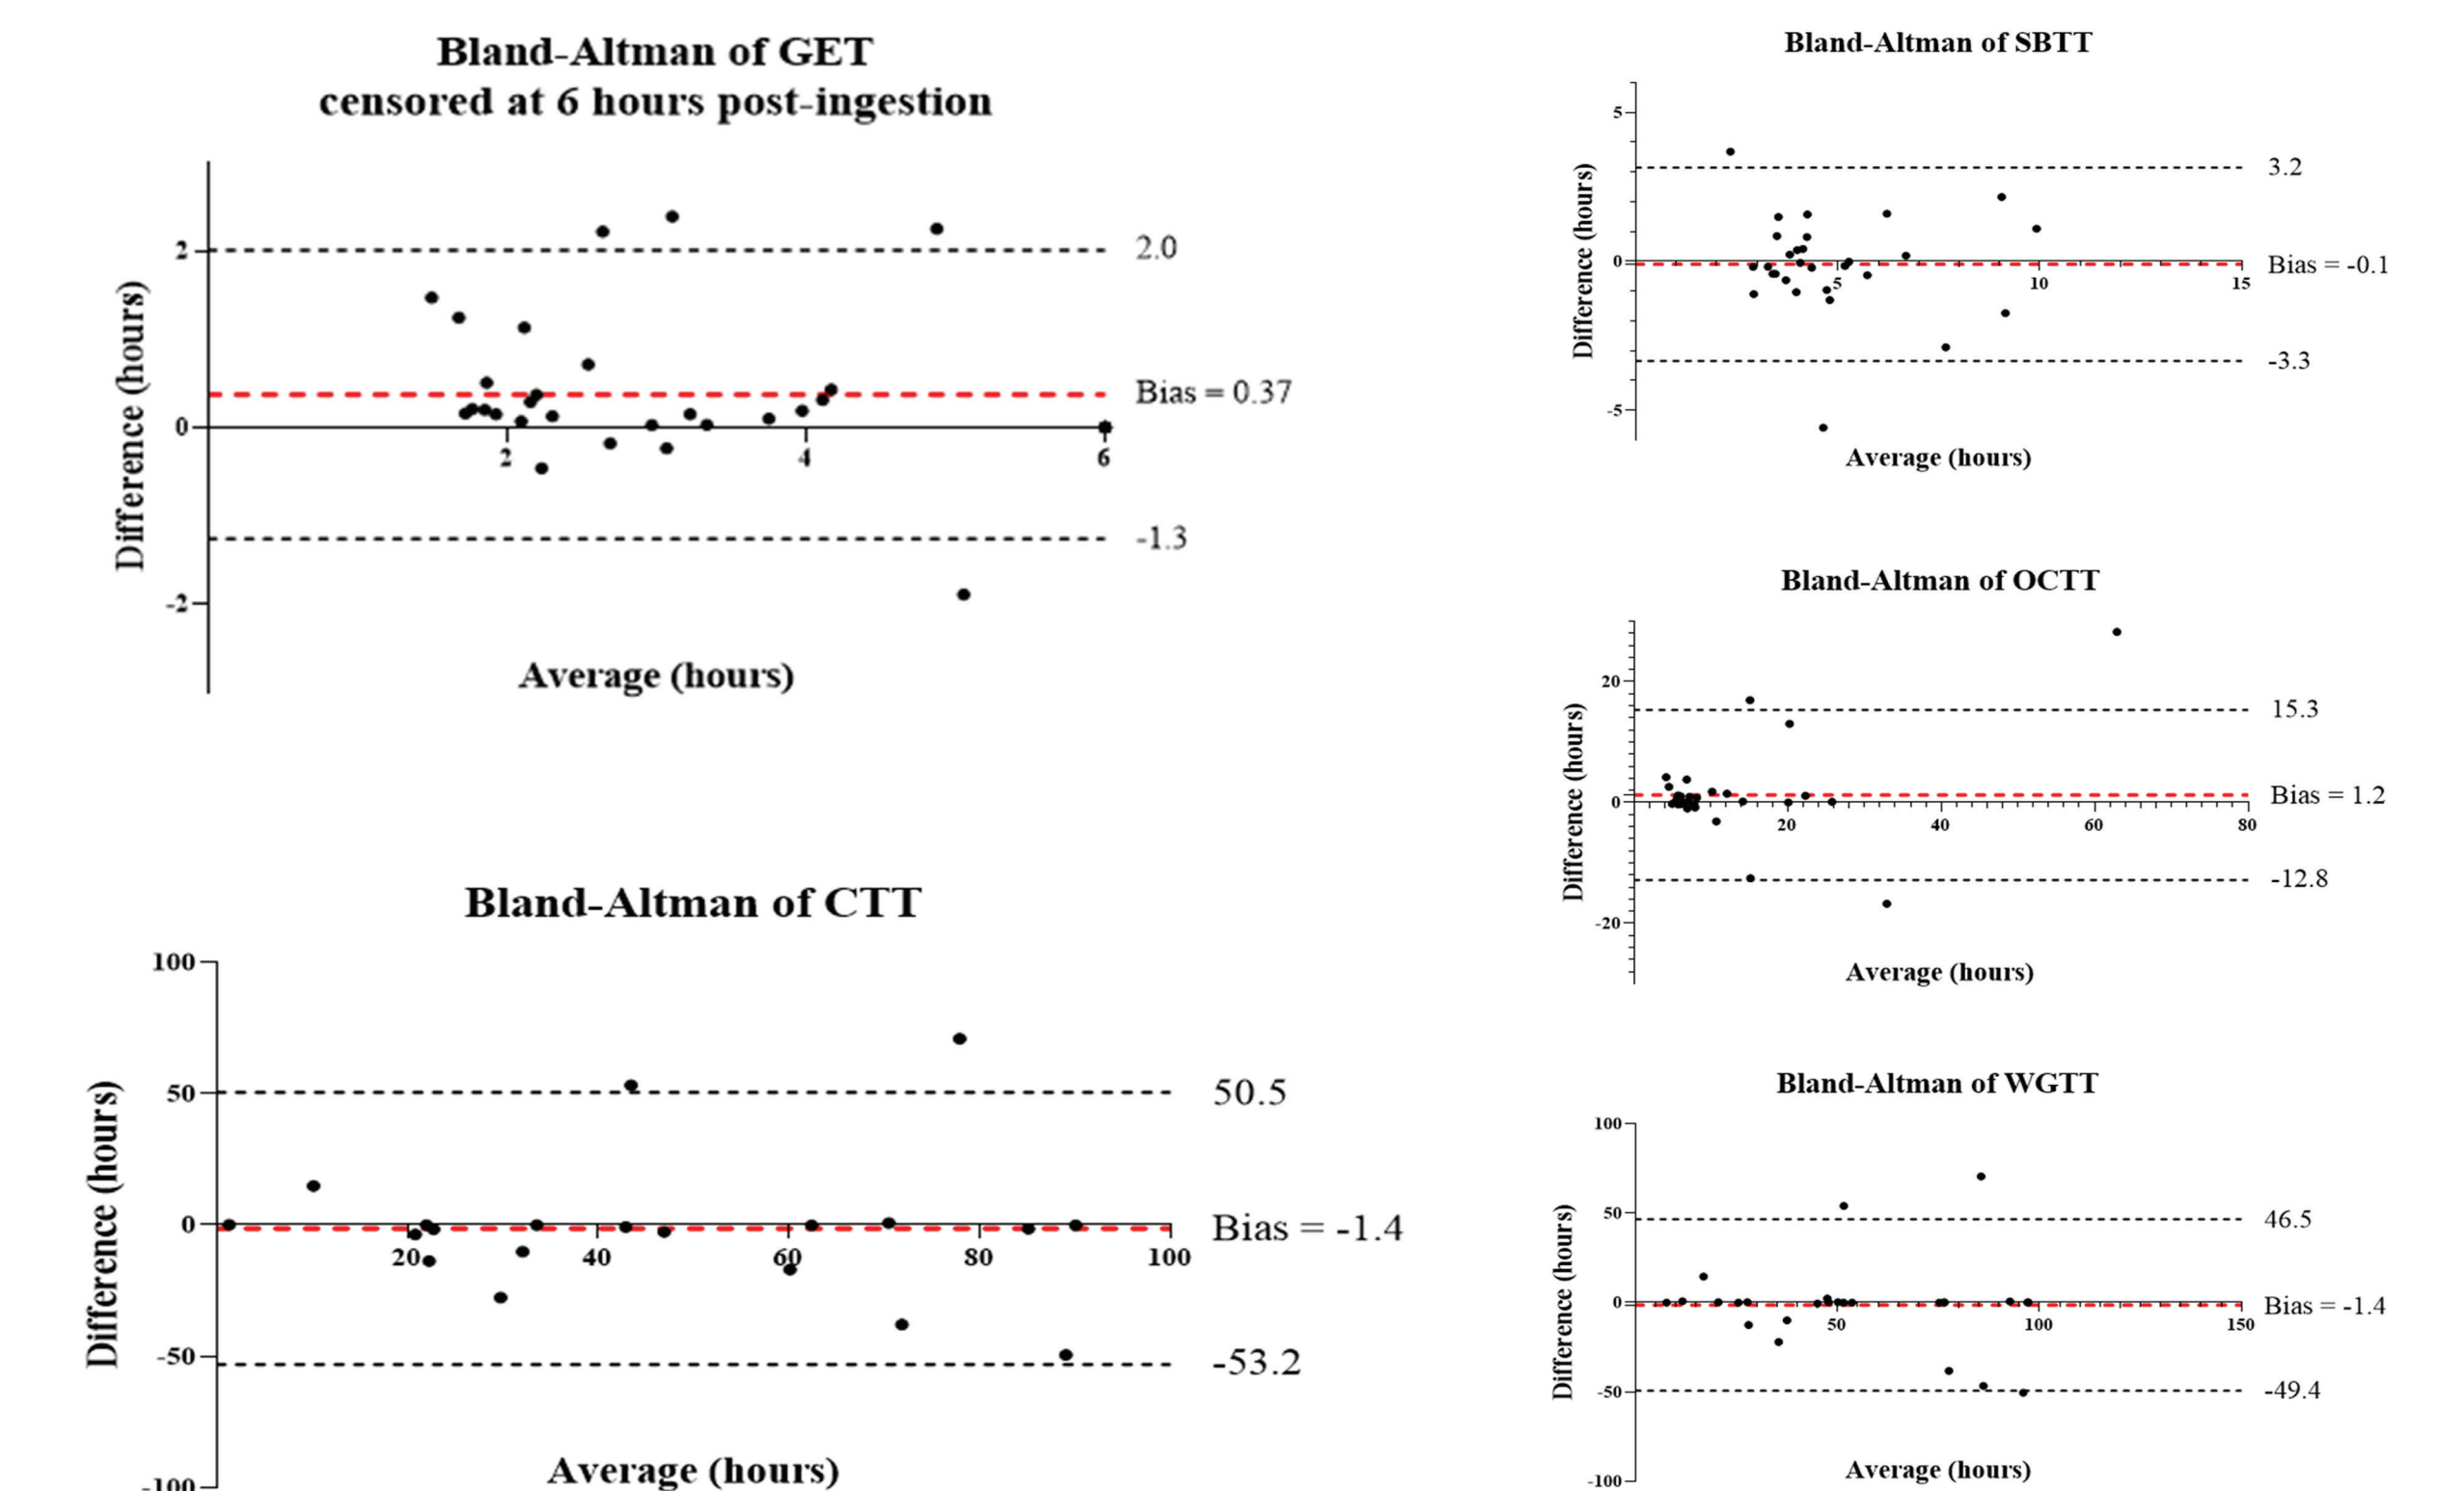 Bland-Altman of GET
censored at 6 hours post-ingestion
Difference (hours)
2
0
-2
2
4
6
2.0
Bias = 0.37
-1.3
Average (hours)
Bland-Altman of CTT
Difference (hours)
100
50
0
-50
-100
20
40
60
80
100
50.5
Bias = -1.4
-53.2
Average (hours)
Bland-Altman of SBTT
Difference (hours)
5
0
-5
5
10
15
3.2
Bias = -0.1
-3.3
Average (hours)
Bland-Altman of OCTT
Difference (hours)
20
0
-20
20
40
60
80
15.3
Bias = 1.2
-12.8
Average (hours)
Bland-Altman of WGTT
Difference (hours)
100
50
0
-50
-100
50
100
150
46.5
Bias = -1.4
-49.4
Average (hours)